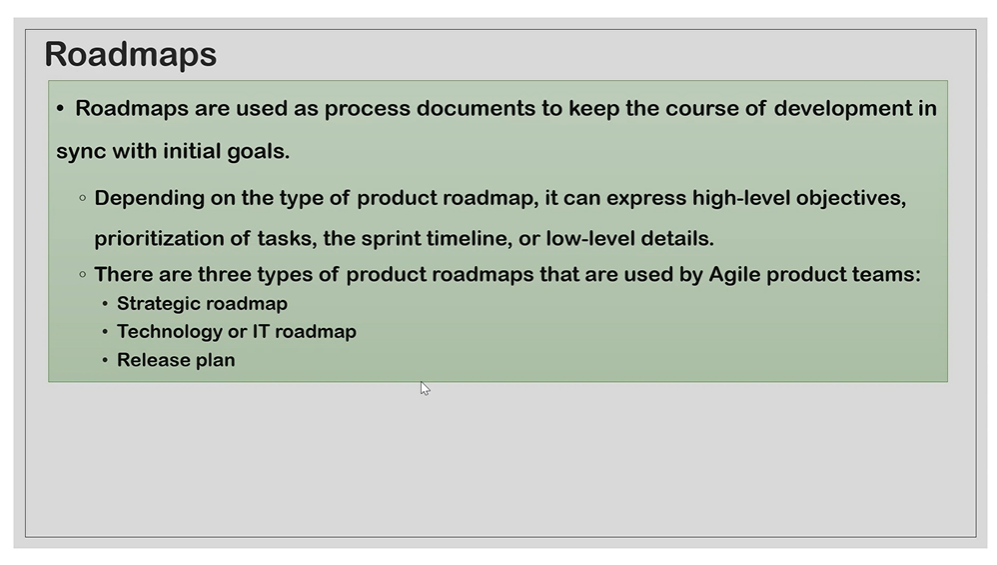 Roadmaps
• Roadmaps are used as process documents to keep the course of development in
sync with initial goals.
◦ Depending on the type of product roadmap, it can express high-level objectives,
prioritization of tasks, the sprint timeline, or low-level details.
◦ There are three types of product roadmaps that are used by Agile product teams:
• Strategic roadmap
• Technology or IT roadmap
• Release plan